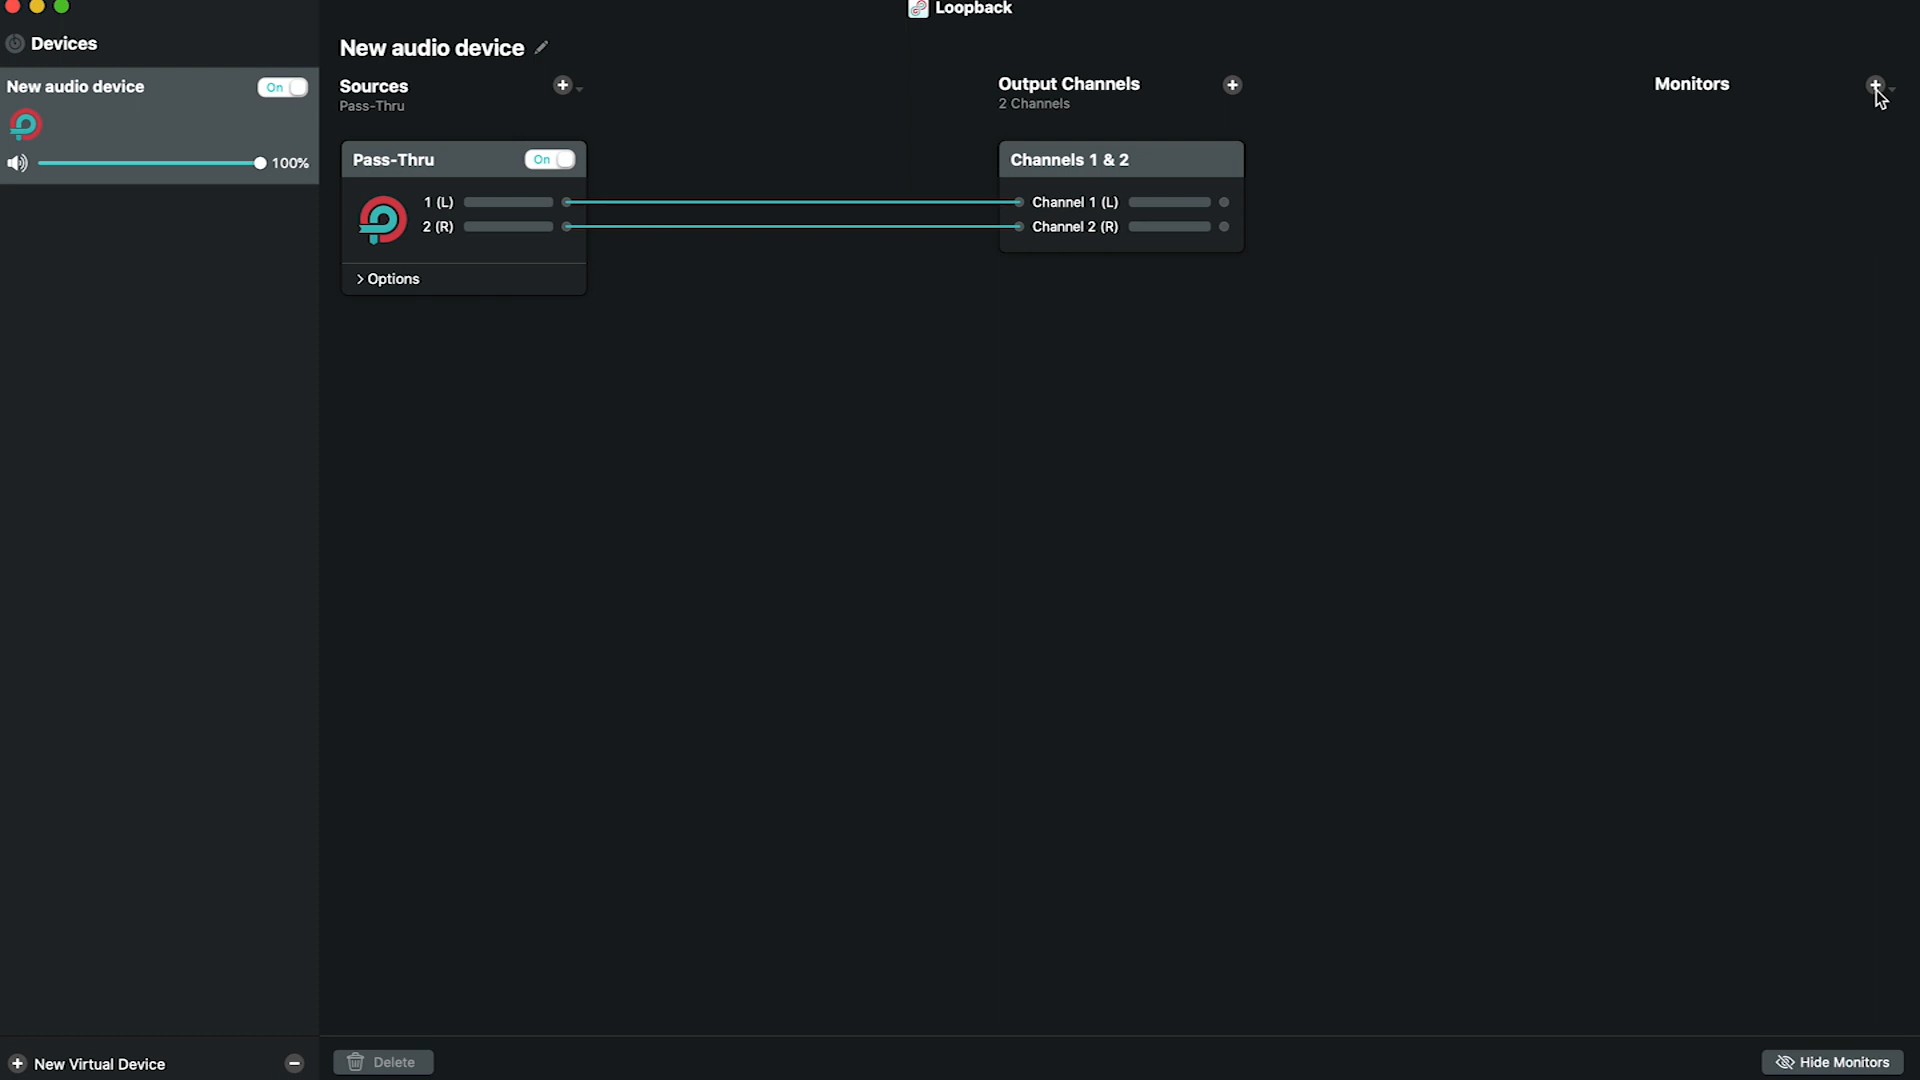 Loopback
Devices
New audio device
On
100%
New Virtual Device
New audio device
Sources
Pass-Thru
Pass-Thru
On
1 (L)
2 (R)
> Options
Output Channels
2 Channels
Channels 1 & 2
Channel 1 (L)
Channel 2 (R)
Monitors
Delete
Hide Monitors